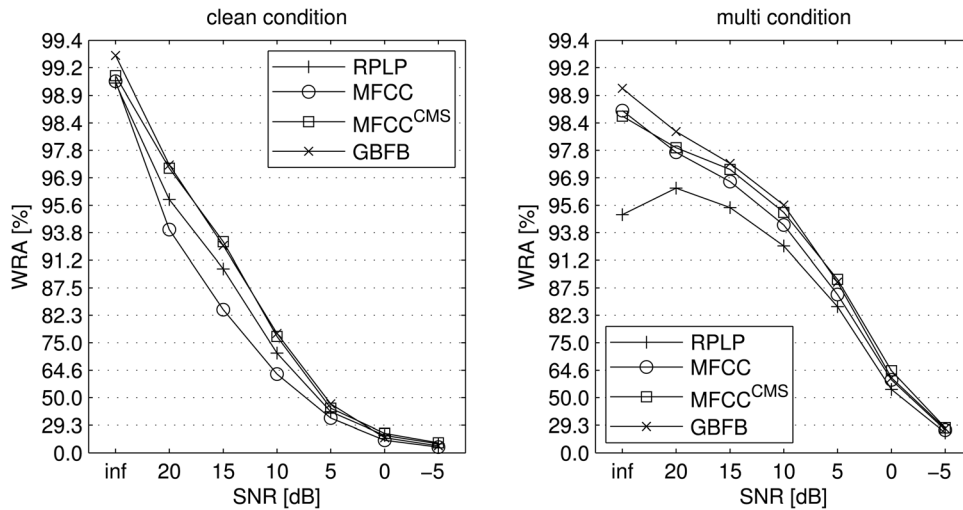 clean condition
99.4
99.2
98.9
98.4
97.8
96.9
95.6
93.8
91.2
87.5
82.3
75.0
64.6
50.0
29.3
0.0
WRA [%]
RPLP
MFCC
MFCC^CMS
GBFB
inf 20 15 10 5 0 −5
SNR [dB]
multi condition
99.4
99.2
98.9
98.4
97.8
96.9
95.6
93.8
91.2
87.5
82.3
75.0
64.6
50.0
29.3
0.0
WRA [%]
RPLP
MFCC
MFCC^CMS
GBFB
inf 20 15 10 5 0 −5
SNR [dB]